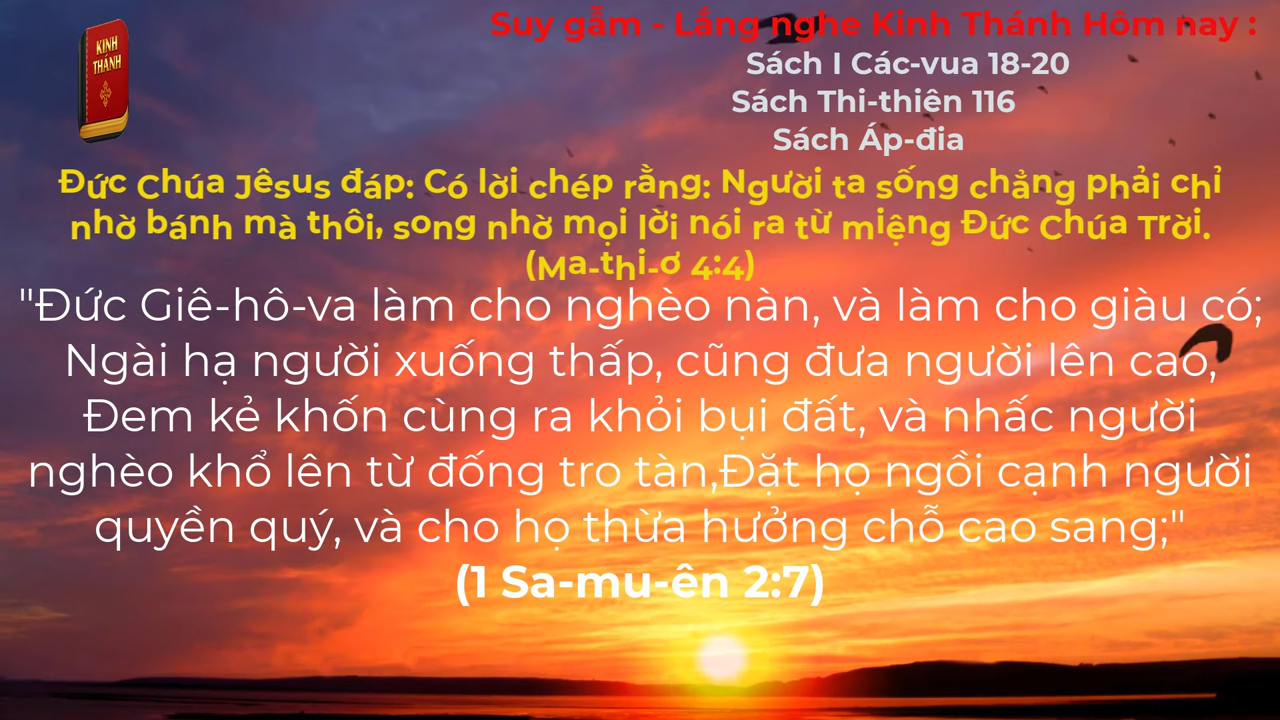 KINH
THÁNH
Suy gẫm - Lắng nghe Kinh Thánh Hôm nay :
Sách I Các-vua 18-20
Sách Thi-thiên 116
Sách Áp-đia
Đức Chúa Jêsus đáp: Có lời chép rằng: Người ta sống chẳng phải chỉ
nhờ bánh mà thôi, song nhờ mọi lời nói ra từ miệng Đức Chúa Trời.
(Ma-thi-ơ 4:4)
"Đức Giê-hô-va làm cho nghèo nàn, và làm cho giàu có;
Ngài hạ người xuống thấp, cũng đưa người lên cao,
Đem kẻ khốn cùng ra khỏi bụi đất, và nhấc người
nghèo khổ lên từ đống tro tàn,Đặt họ ngồi cạnh người
quyền quý, và cho họ thừa hưởng chỗ cao sang;"
(1 Sa-mu-ên 2:7)